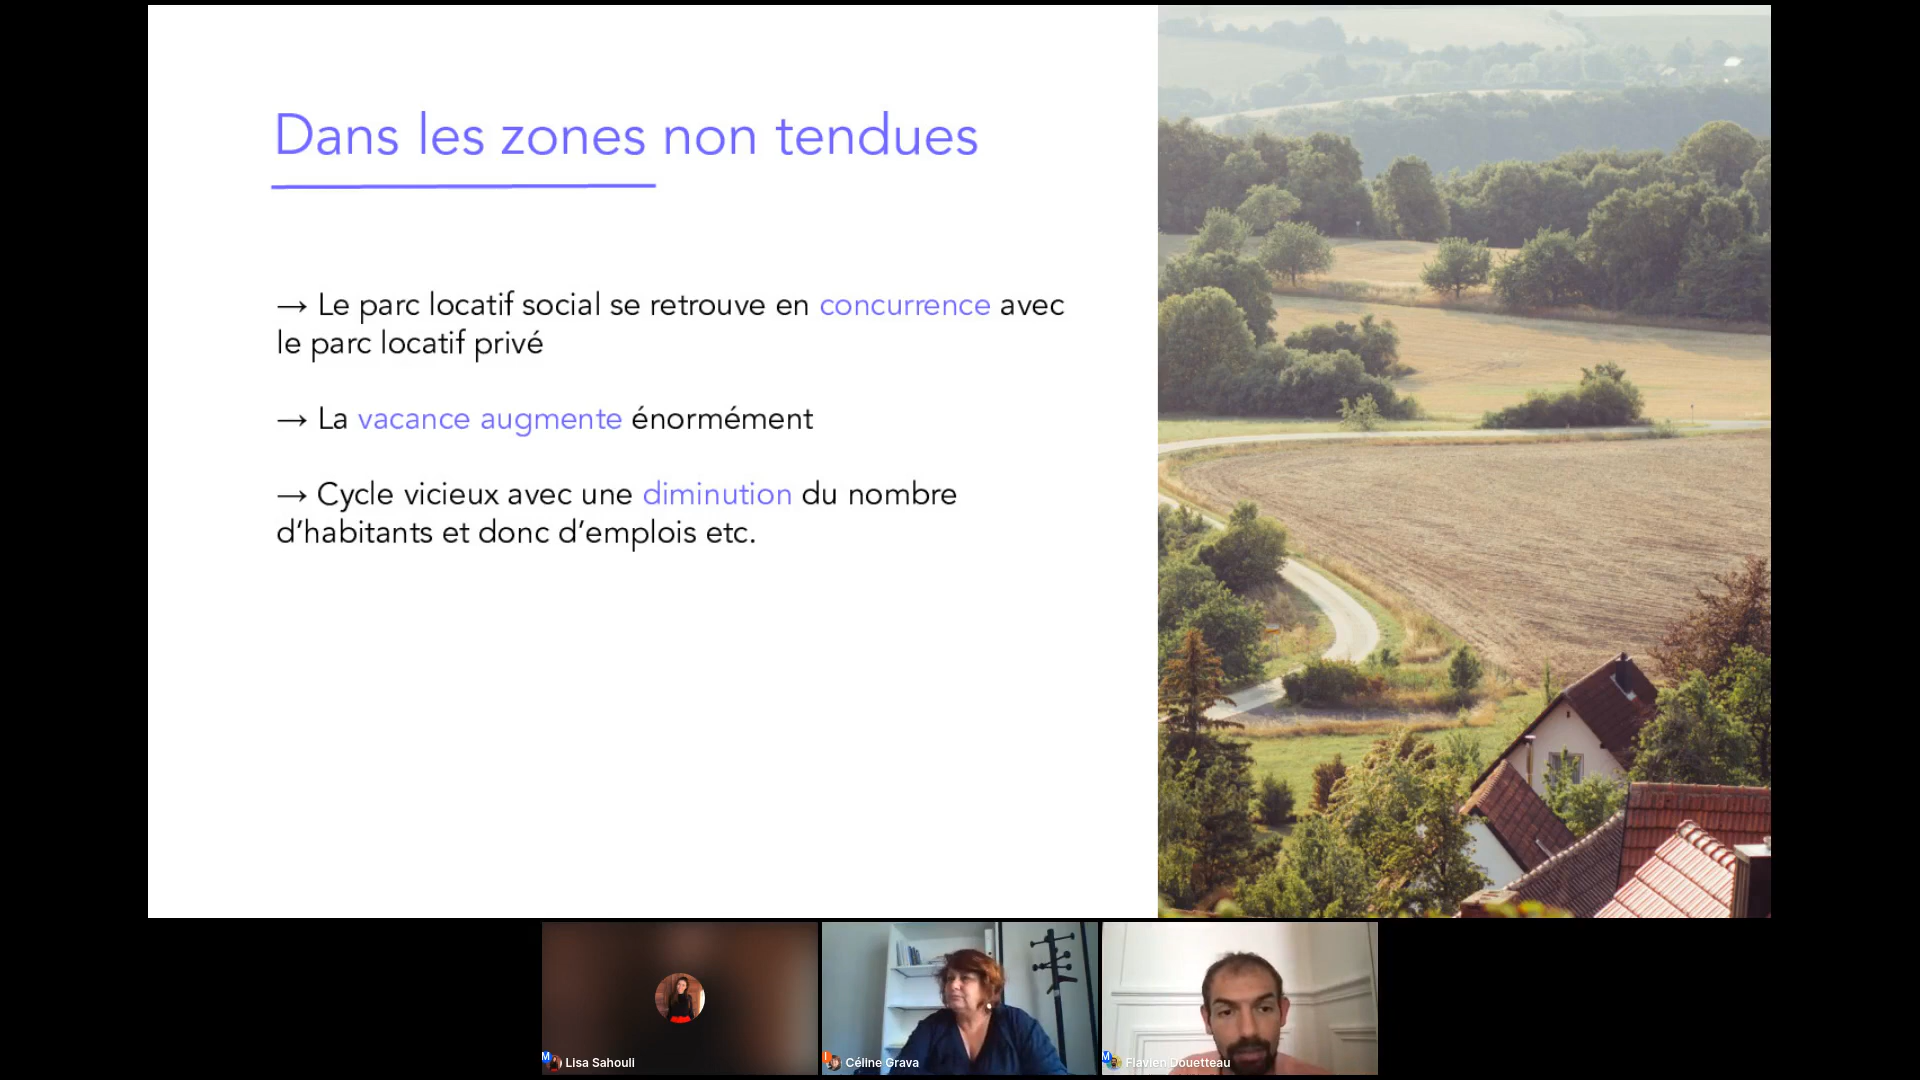 Dans les zones non tendues
→ Le parc locatif social se retrouve en concurrence avec
le parc locatif privé
→ La vacance augmente énormément
→ Cycle vicieux avec une diminution du nombre
d’habitants et donc d’emplois etc.
M Lisa Sahouli
I Céline Grava
M Flavien Douetteau